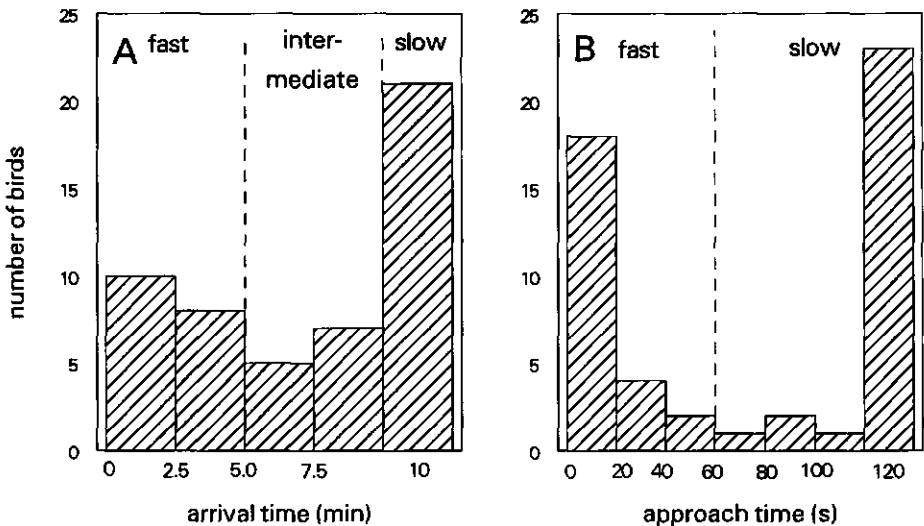 number of birds
A fast
inter-
mediate
slow
25
20
15
10
5
0
0 2.5 5.0 7.5 10
arrival time (min)
B fast slow
25
20
15
10
5
0
0 20 40 60 80 100 120
approach time (s)